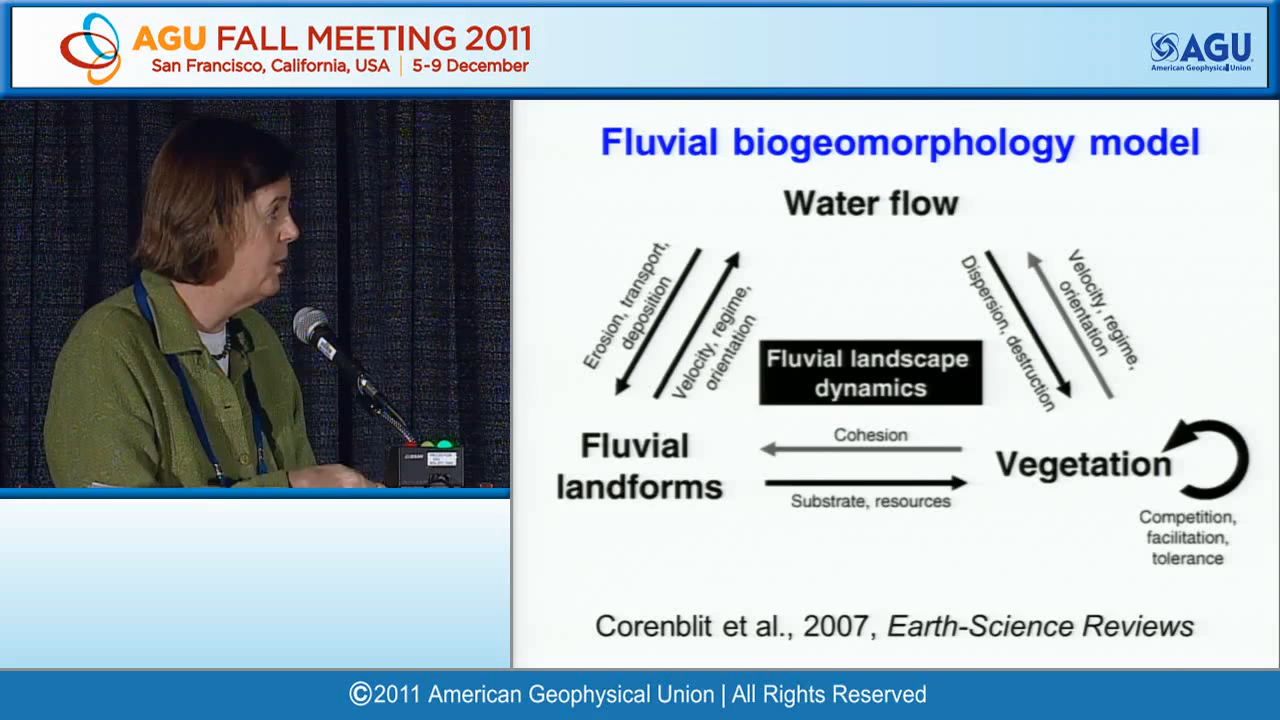 AGU FALL MEETING 2011
San Francisco, California, USA | 5-9 December
AGU
American Geophysical Union
Fluvial biogeomorphology model
Water flow
Erosion, transport,
deposition
Velocity, regime,
orientation
Dispersion, destruction
Velocity, regime,
orientation
Fluvial landscape
dynamics
Cohesion
Fluvial
landforms
Vegetation
Substrate, resources
Competition,
facilitation,
tolerance
Corenblit et al., 2007, Earth-Science Reviews
©2011 American Geophysical Union | All Rights Reserved